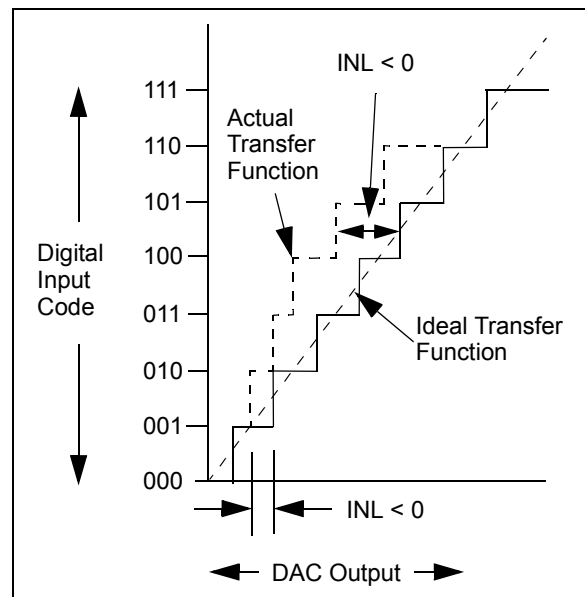 INL < 0
111
Actual
Transfer
Function
110
101
100
Digital
Input
Code
011
Ideal Transfer
Function
010
001
000
INL < 0
DAC Output